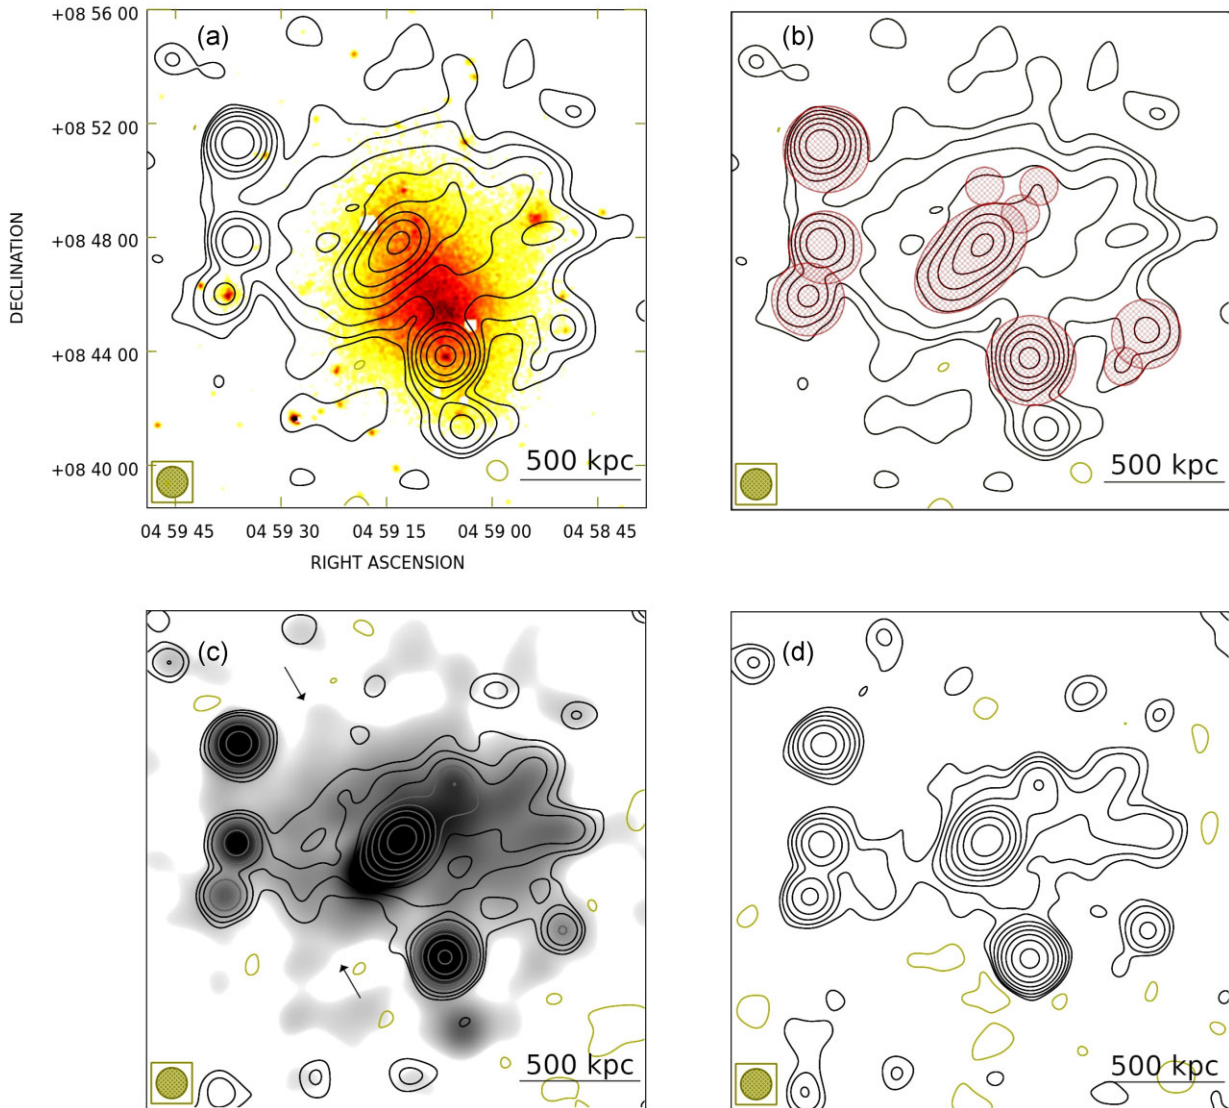 +08 56 00
(a)
(b)
+08 52 00
+08 48 00
+08 44 00
+08 40 00
DECLINATION
500 kpc
500 kpc
04 59 45 04 59 30 04 59 15 04 59 00 04 58 45
RIGHT ASCENSION
(c)
(d)
500 kpc
500 kpc